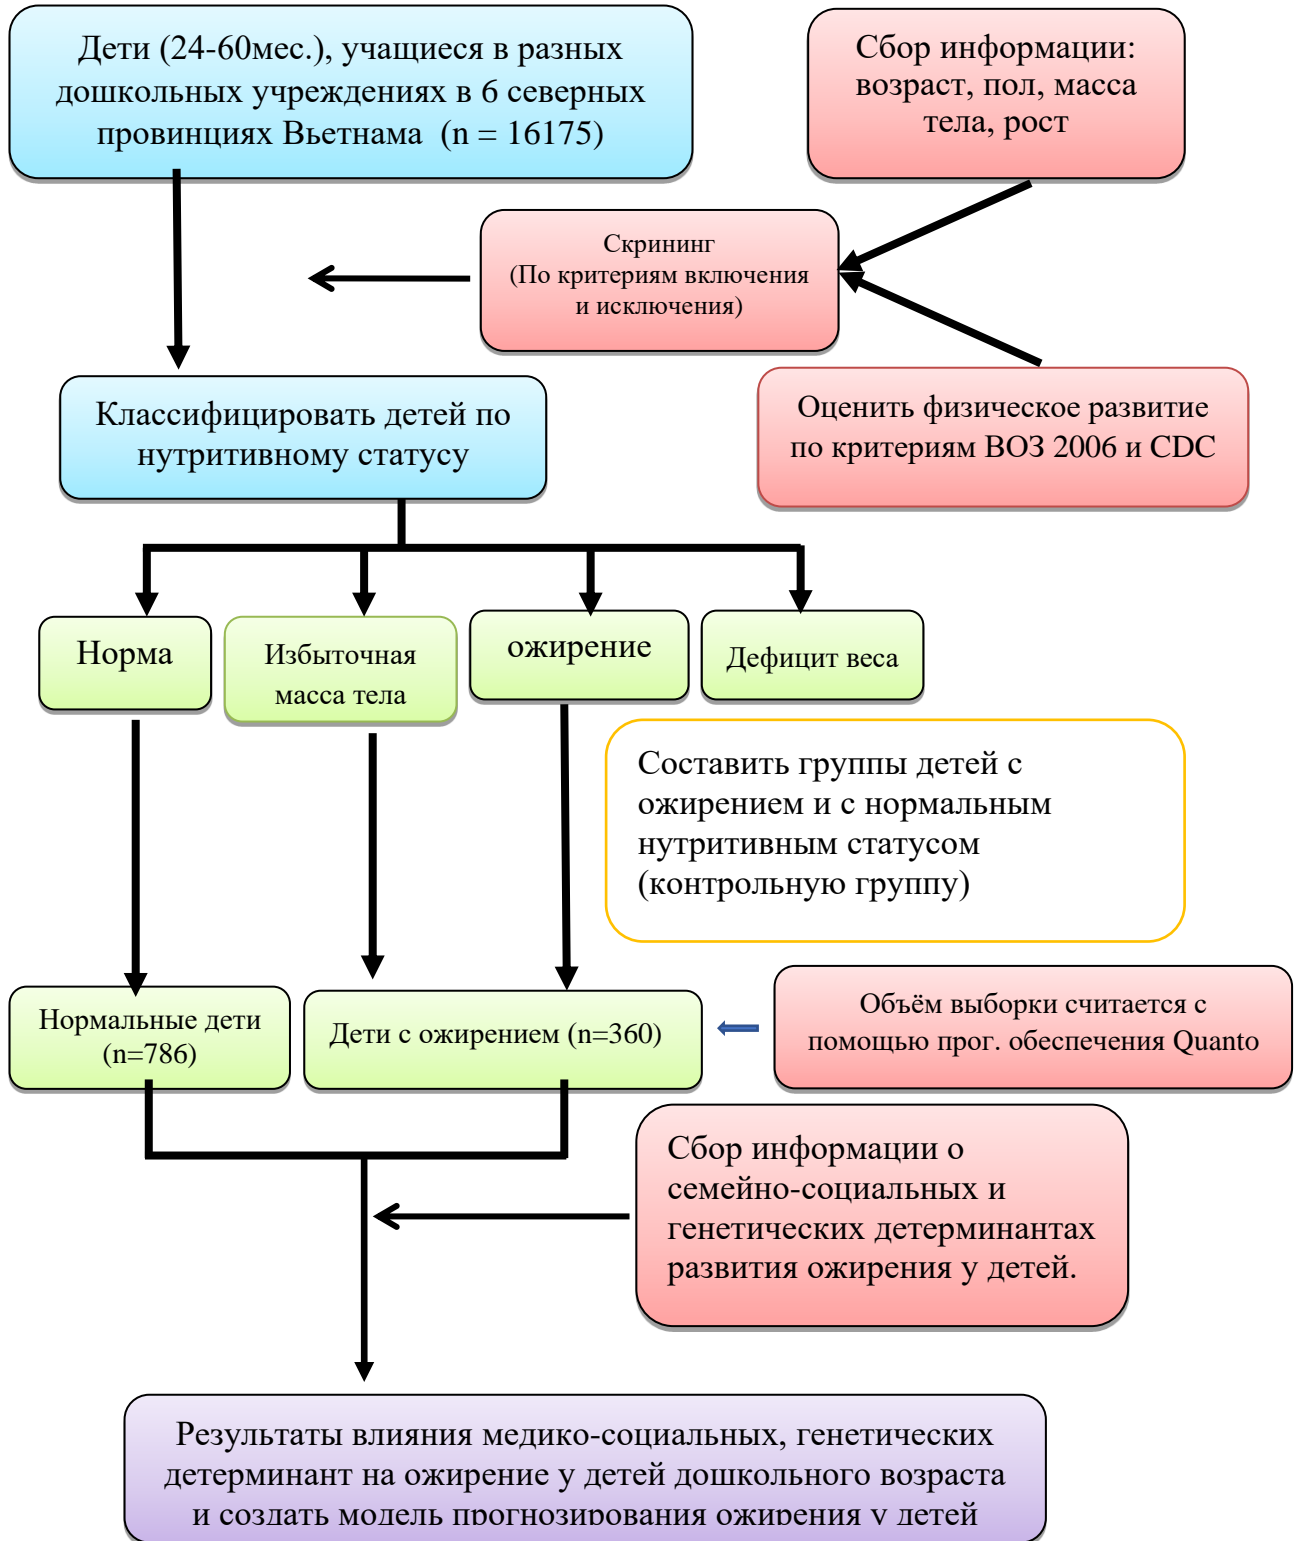 Дети (24-60мес.), учащиеся в разных
дошкольных учреждениях в 6 северных
провинциях Вьетнама (n = 16175)
Сбор информации:
возраст, пол, масса
тела, рост
Скрининг
(По критериям включения
и исключения)
Классифицировать детей по
нутритивному статусу
Оценить физическое развитие
по критериям ВОЗ 2006 и CDC
Норма
Избыточная
масса тела
ожирение
Дефицит веса
Составить группы детей с
ожирением и с нормальным
нутритивным статусом
(контрольную группу)
Нормальные дети
(n=786)
Дети с ожирением (n=360)
Объём выборки считается с
помощью прог. обеспечения Quanto
Сбор информации о
семейно-социальных и
генетических детерминантах
развития ожирения у детей.
Результаты влияния медико-социальных, генетических
детерминант на ожирение у детей дошкольного возраста
и создать модель прогнозирования ожирения у детей